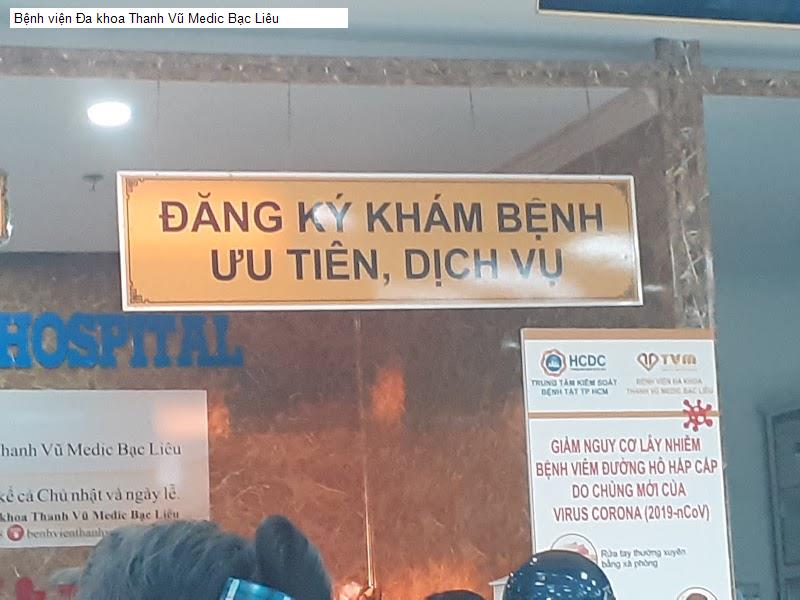 Bệnh viện Đa khoa Thanh Vũ Medic Bạc Liêu
ĐĂNG KÝ KHÁM BỆNH
ƯU TIÊN, DỊCH VỤ
HOSPITAL
Thanh Vũ Medic Bạc Liêu
kể cả Chủ nhật và ngày lễ.
khoa Thanh Vũ Medic Bạc Liêu
HCDC
TRUNG TÂM KIỂM SOÁT
BỆNH TẬT TP HCM
TVM
BỆNH VIỆN ĐA KHOA
THANH VŨ MEDIC BẠC LIÊU
GIẢM NGUY CƠ LÂY NHIỄM
BỆNH VIÊM ĐƯỜNG HÔ HẤP CẤP
DO CHỦNG MỚI CỦA
VIRUS CORONA (2019-nCoV)
Rửa tay thường xuyên
bằng xà phòng